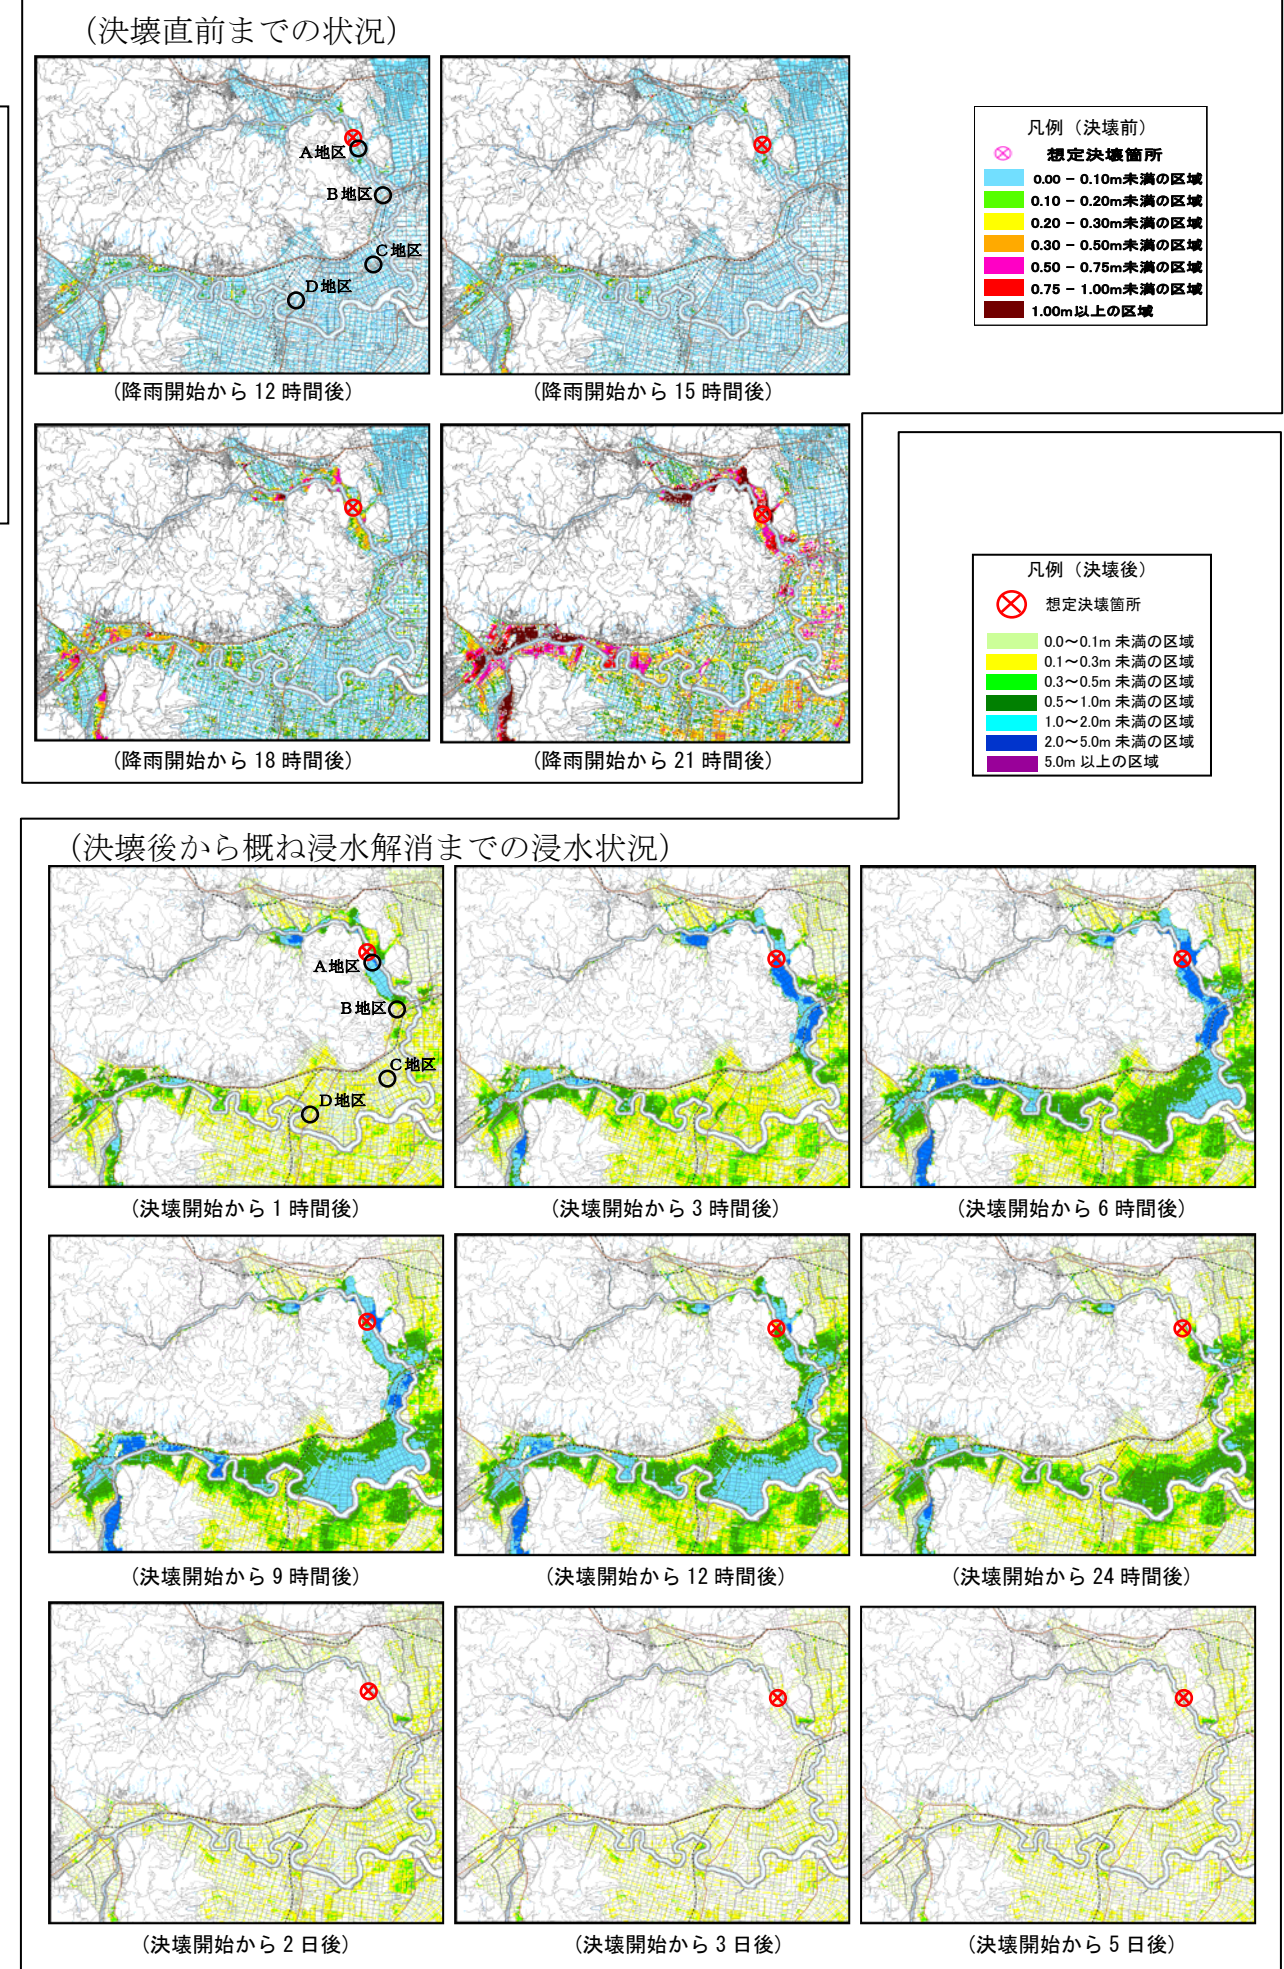 (決壊直前までの状況)
A地区
B地区
C地区
D地区
(降雨開始から 12 時間後)
(降雨開始から 15 時間後)
凡例(決壊前)
想定決壊箇所
0.00 - 0.10m未満の区域
0.10 - 0.20m未満の区域
0.20 - 0.30m未満の区域
0.30 - 0.50m未満の区域
0.50 - 0.75m未満の区域
0.75 - 1.00m未満の区域
1.00m以上の区域
(降雨開始から 18 時間後)
(降雨開始から 21 時間後)
凡例(決壊後)
想定決壊箇所
0.0~0.1m 未満の区域
0.1~0.3m 未満の区域
0.3~0.5m 未満の区域
0.5~1.0m 未満の区域
1.0~2.0m 未満の区域
2.0~5.0m 未満の区域
5.0m 以上の区域
(決壊後から概ね浸水解消までの浸水状況)
A地区
B地区
C地区
D地区
(決壊開始から 1 時間後)
(決壊開始から 3 時間後)
(決壊開始から 6 時間後)
(決壊開始から 9 時間後)
(決壊開始から 12 時間後)
(決壊開始から 24 時間後)
(決壊開始から 2 日後)
(決壊開始から 3 日後)
(決壊開始から 5 日後)